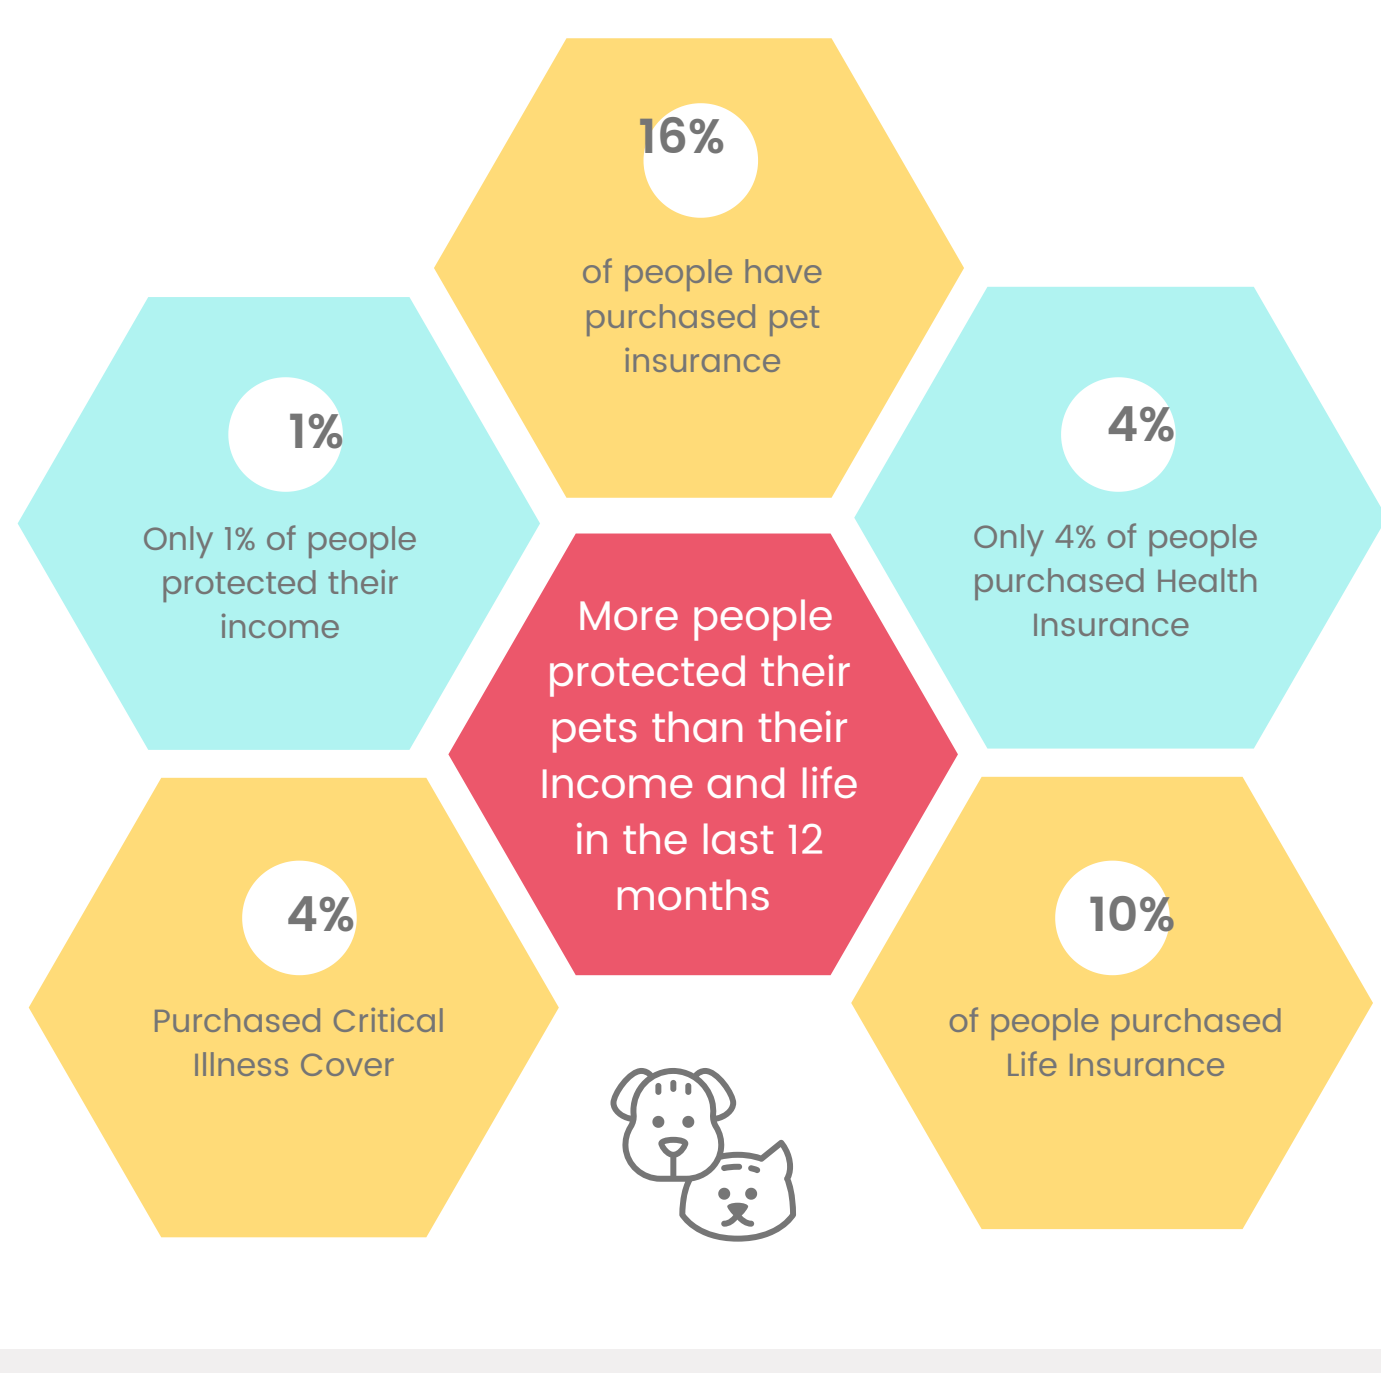 16%
of people have
purchased pet
insurance
1%
Only 1% of people
protected their
income
4%
Only 4% of people
purchased Health
Insurance
More people
protected their
pets than their
Income and life
in the last 12
months
4%
Purchased Critical
Illness Cover
10%
of people purchased
Life Insurance